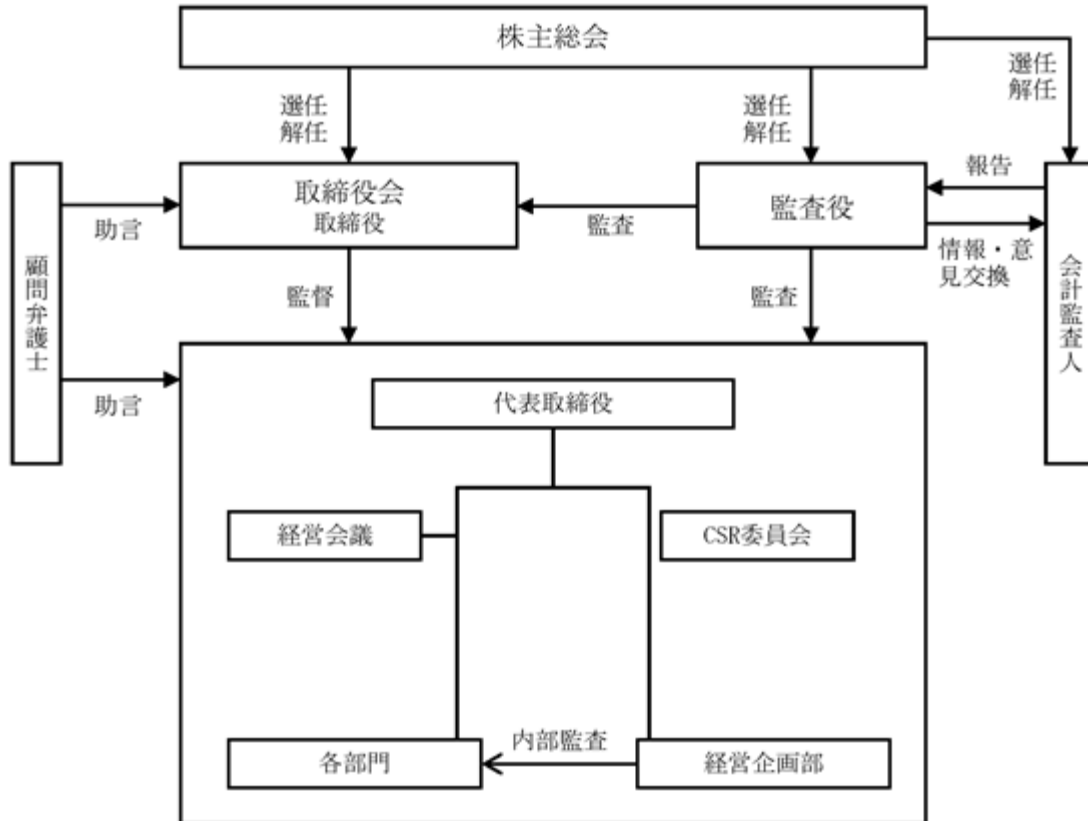 株主総会
選任
解任
選任
解任
選任
解任
取締役会
取締役
監査役
報告
助言
監査
情報・意
見交換
顧問弁護士
会計監査人
監督
監査
助言
代表取締役
経営会議
CSR委員会
各部門
内部監査
経営企画部